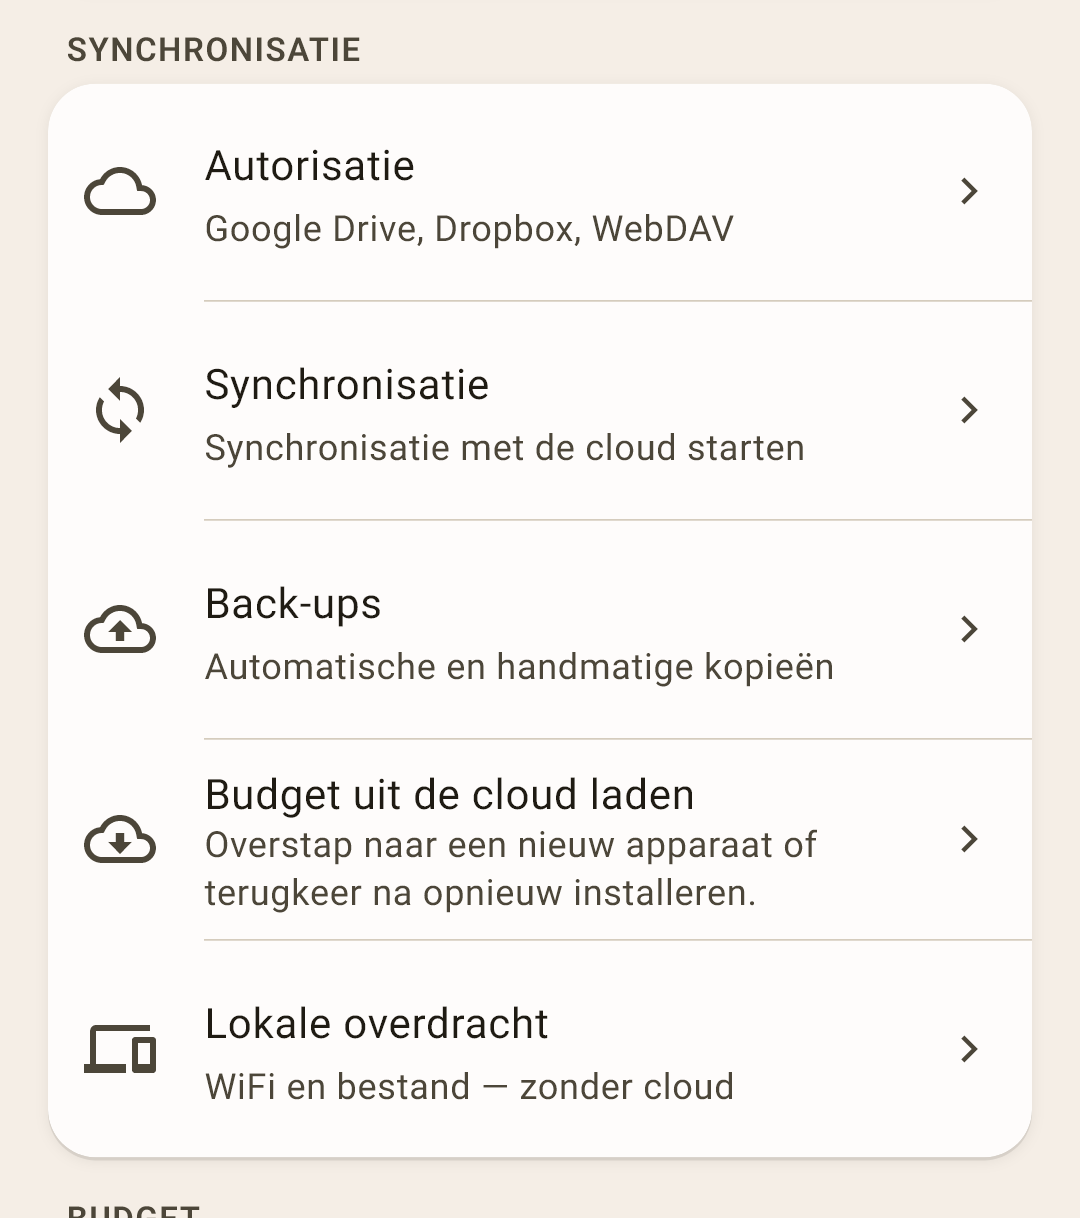 SYNCHRONISATIE
Autorisatie
Google Drive, Dropbox, WebDAV
Synchronisatie
Synchronisatie met de cloud starten
Back-ups
Automatische en handmatige kopieën
Budget uit de cloud laden
Overstap naar een nieuw apparaat of
terugkeer na opnieuw installeren.
Lokale overdracht
WiFi en bestand — zonder cloud
BUDGET